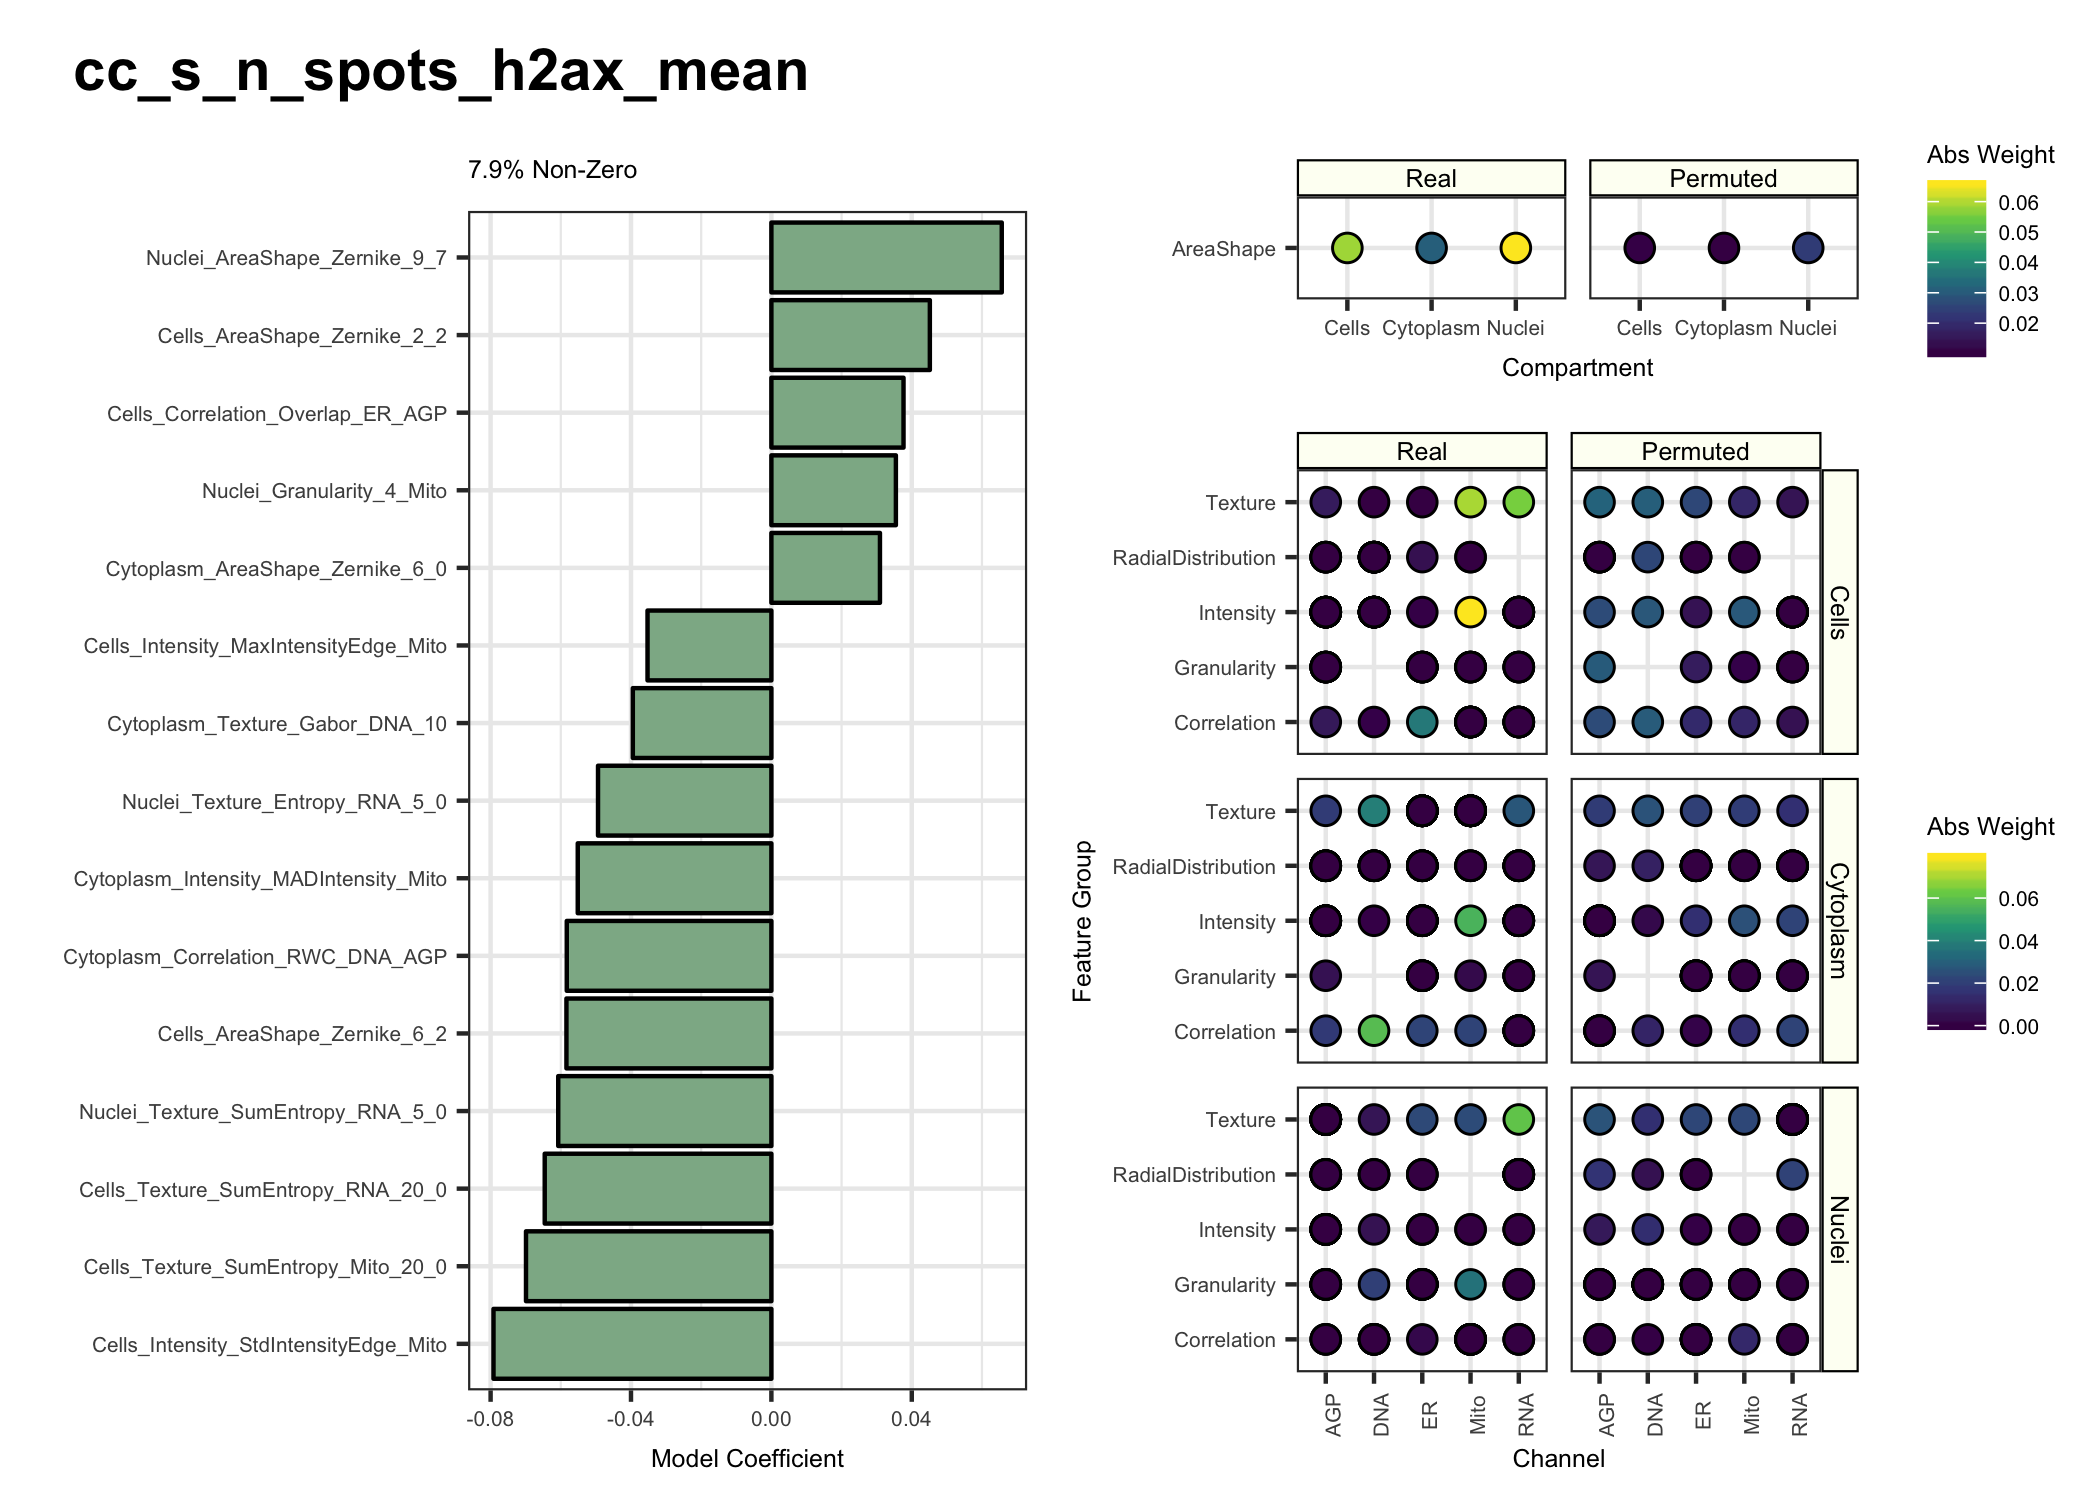 cc_s_n_spots_h2ax_mean
7.9% Non-Zero
Nuclei_AreaShape_Zernike_9_7
Cells_AreaShape_Zernike_2_2
Cells_Correlation_Overlap_ER_AGP
Nuclei_Granularity_4_Mito
Cytoplasm_AreaShape_Zernike_6_0
Cells_Intensity_MaxIntensityEdge_Mito
Cytoplasm_Texture_Gabor_DNA_10
Nuclei_Texture_Entropy_RNA_5_0
Cytoplasm_Intensity_MADIntensity_Mito
Cytoplasm_Correlation_RWC_DNA_AGP
Cells_AreaShape_Zernike_6_2
Nuclei_Texture_SumEntropy_RNA_5_0
Cells_Texture_SumEntropy_RNA_20_0
Cells_Texture_SumEntropy_Mito_20_0
Cells_Intensity_StdIntensityEdge_Mito
-0.08 -0.04 0.00 0.04
Model Coefficient
Real Permuted
AreaShape
Cells Cytoplasm Nuclei Cells Cytoplasm Nuclei
Compartment
Abs Weight
0.06
0.05
0.04
0.03
0.02
Feature Group
Real Permuted
Texture
RadialDistribution
Intensity
Granularity
Correlation
Cells
Texture
RadialDistribution
Intensity
Granularity
Correlation
Cytoplasm
Texture
RadialDistribution
Intensity
Granularity
Correlation
Nuclei
AGP DNA ER Mito RNA AGP DNA ER Mito RNA
Channel
Abs Weight
0.06
0.04
0.02
0.00